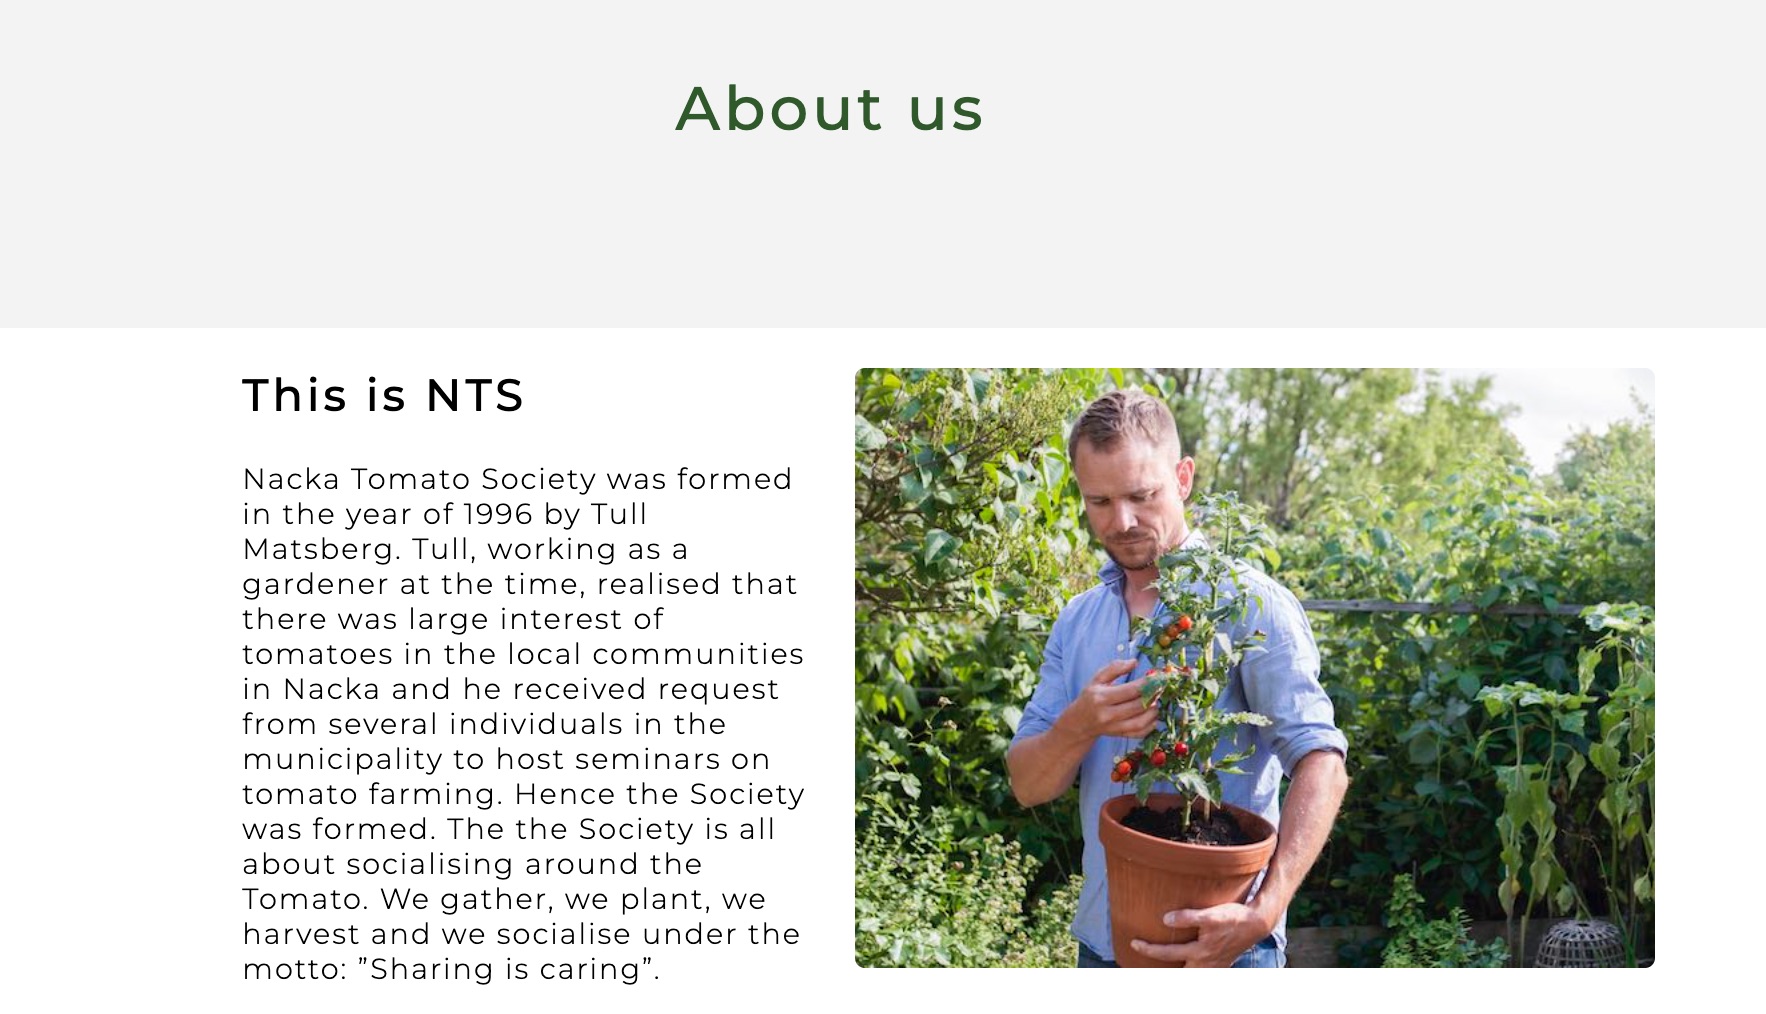 About us
This is NTS
Nacka Tomato Society was formed
in the year of 1996 by Tull
Matsberg. Tull, working as a
gardener at the time, realised that
there was large interest of
tomatoes in the local communities
in Nacka and he received request
from several individuals in the
municipality to host seminars on
tomato farming. Hence the Society
was formed. The the Society is all
about socialising around the
Tomato. We gather, we plant, we
harvest and we socialise under the
motto: ”Sharing is caring”.